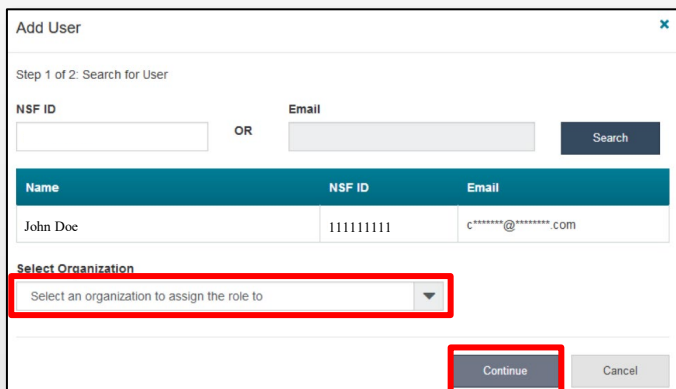 Add User
×
Step 1 of 2: Search for User
NSF ID
OR
Email
Search
Name NSF ID Email
John Doe 111111111 c*******@********.com
Select Organization
Select an organization to assign the role to
Continue Cancel